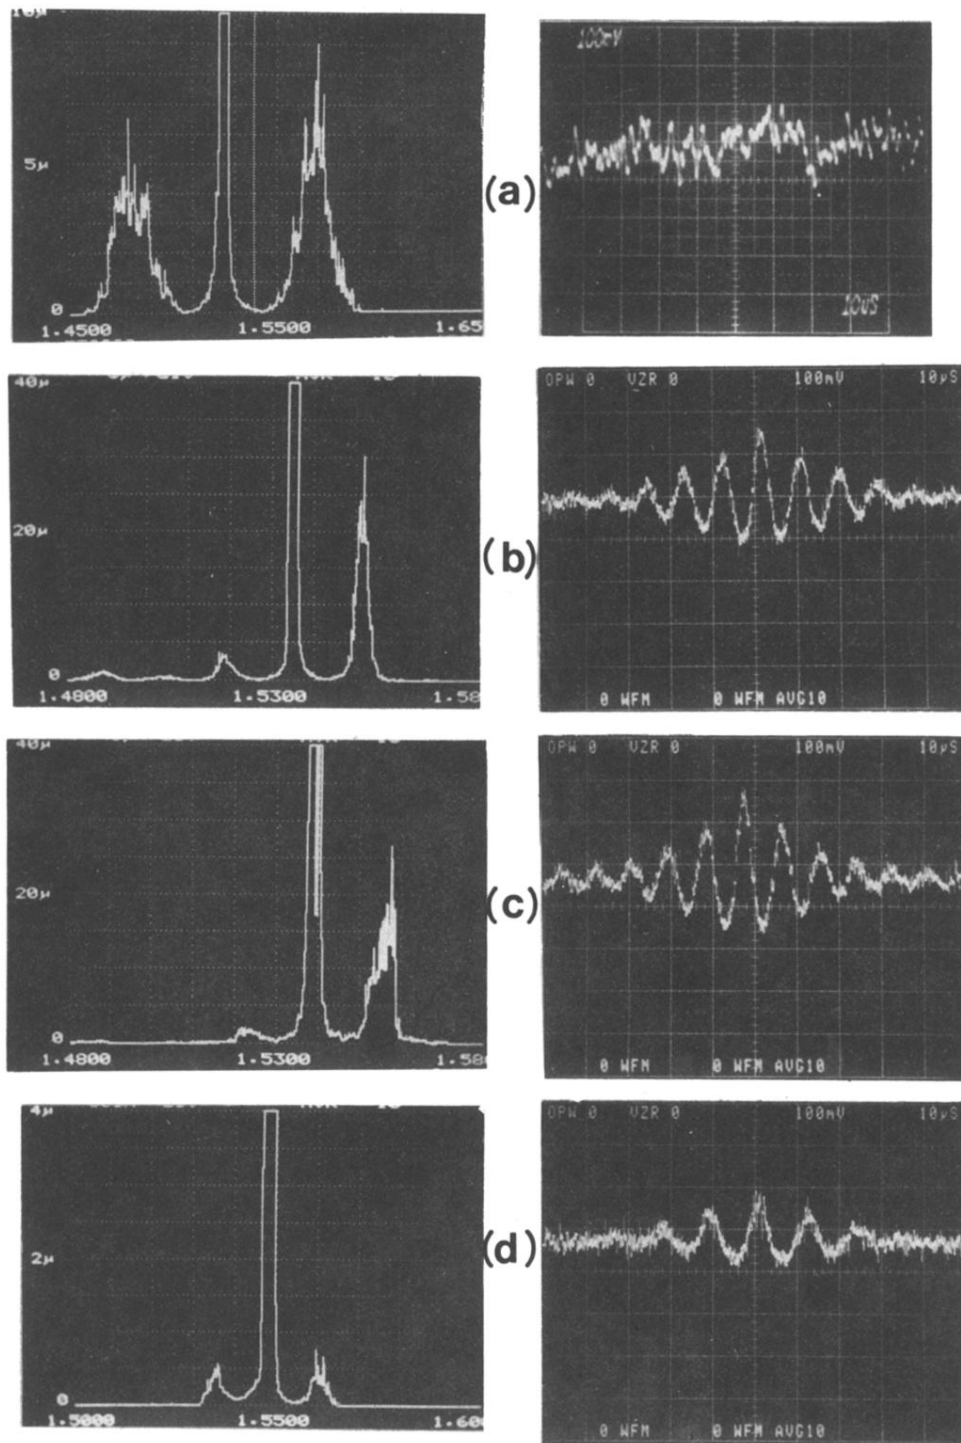 10μ
5μ
0
1.4500 1.5500 1.65
(a)
100mV
10US
40μ
20μ
0
1.4800 1.5300 1.58
(b)
OPW 0 VZR 0 100mV 10μS
0 WFM 0 WFM AVG10
40μ
20μ
0
1.4800 1.5300 1.58
(c)
OPW 0 VZR 0 100mV 10μS
0 WFM 0 WFM AVG10
4μ
2μ
0
1.5000 1.5500 1.600
(d)
OPW 0 VZR 0 100mV 10μS
0 WFM 0 WFM AVG10